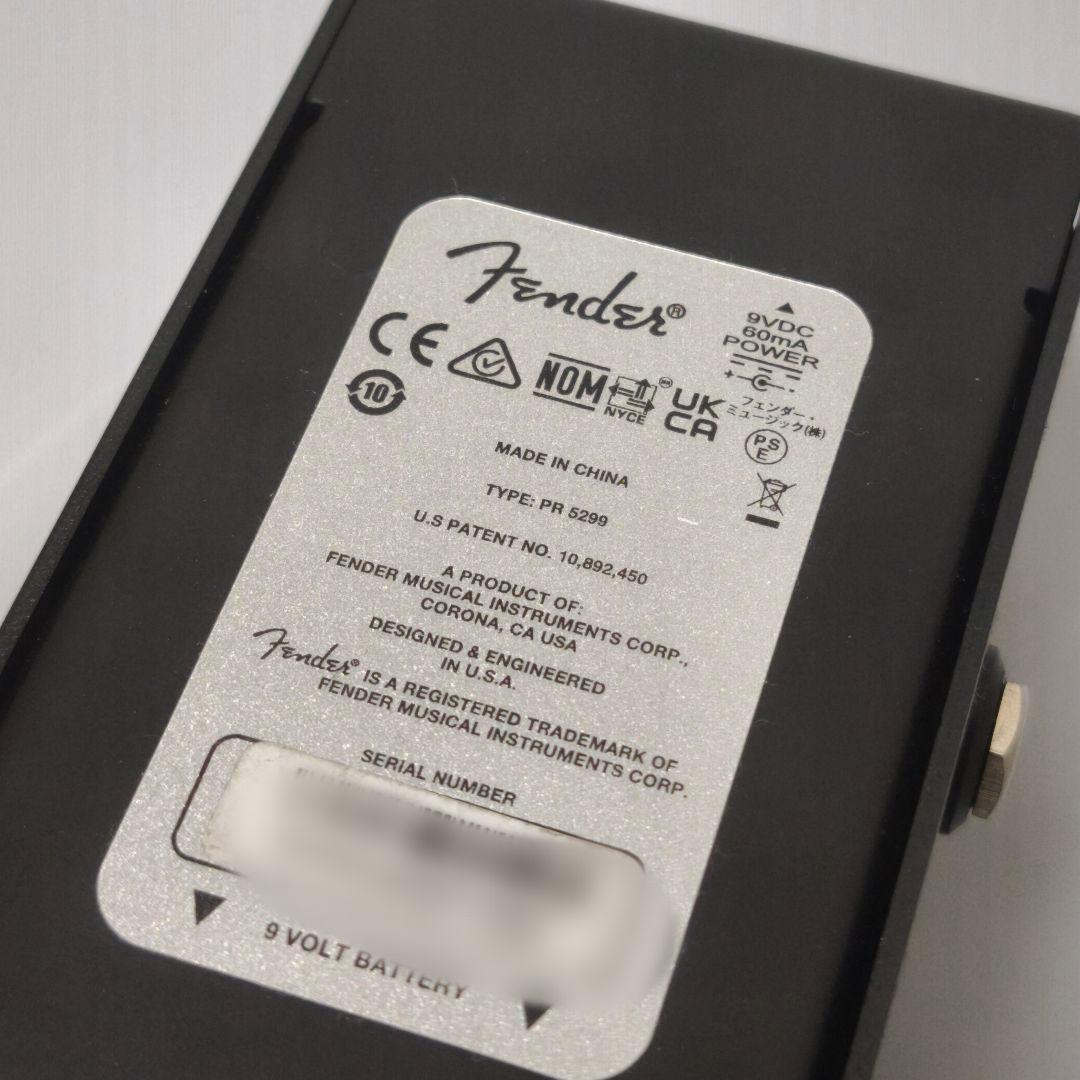 Fender®
9VDC
60mA
POWER
+ -
CE
NOM
NYCE
UK
CA
10
フェンダー・
ミュージック(株)
PS
E
MADE IN CHINA
TYPE: PR 5299
U.S PATENT NO. 10,892,450
A PRODUCT OF:
FENDER MUSICAL INSTRUMENTS CORP.,
CORONA, CA USA
DESIGNED & ENGINEERED
IN U.S.A.
Fender® IS A REGISTERED TRADEMARK OF
FENDER MUSICAL INSTRUMENTS CORP.
SERIAL NUMBER
9 VOLT BATTERY